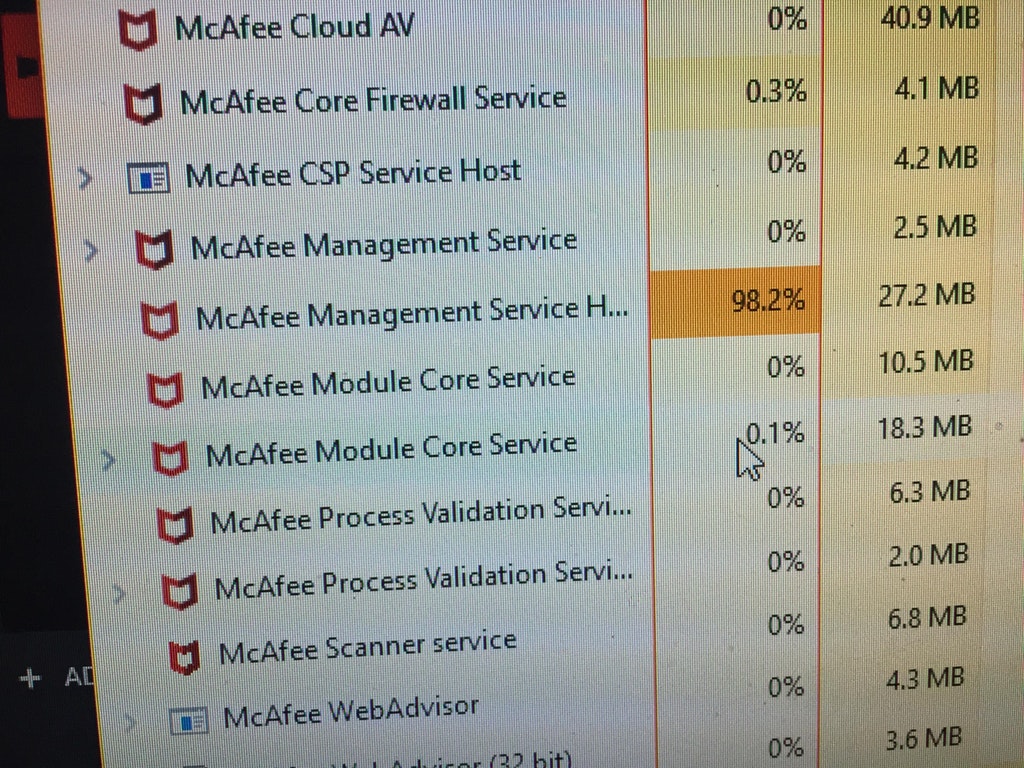 McAfee Cloud AV 0% 40.9 MB
McAfee Core Firewall Service 0.3% 4.1 MB
McAfee CSP Service Host 0% 4.2 MB
McAfee Management Service 0% 2.5 MB
McAfee Management Service H... 98.2% 27.2 MB
McAfee Module Core Service 0% 10.5 MB
McAfee Module Core Service 0.1% 18.3 MB
McAfee Process Validation Servi... 0% 6.3 MB
McAfee Process Validation Servi... 0% 2.0 MB
McAfee Scanner service 0% 6.8 MB
McAfee WebAdvisor 0% 4.3 MB
(32 bit) 0% 3.6 MB
+